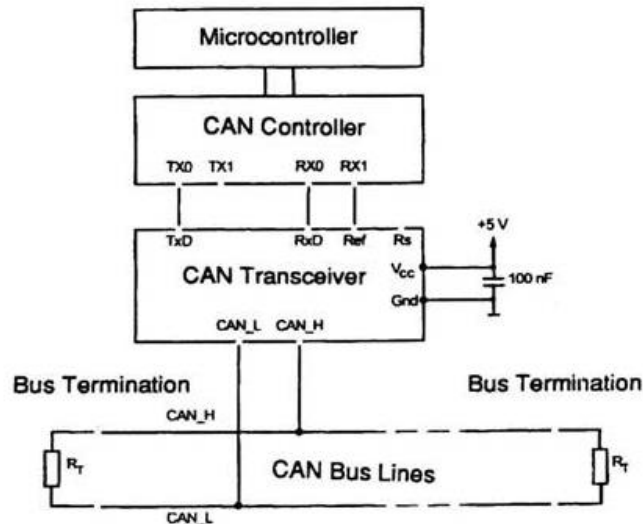 Microcontroller
CAN Controller
TX0 TX1 RX0 RX1
TxD RxD Ref Rs
+5 V
CAN Transceiver
Vcc
100 nF
Gnd
CAN_L CAN_H
Bus Termination
Bus Termination
CAN_H
RT
CAN Bus Lines
RT
CAN_L